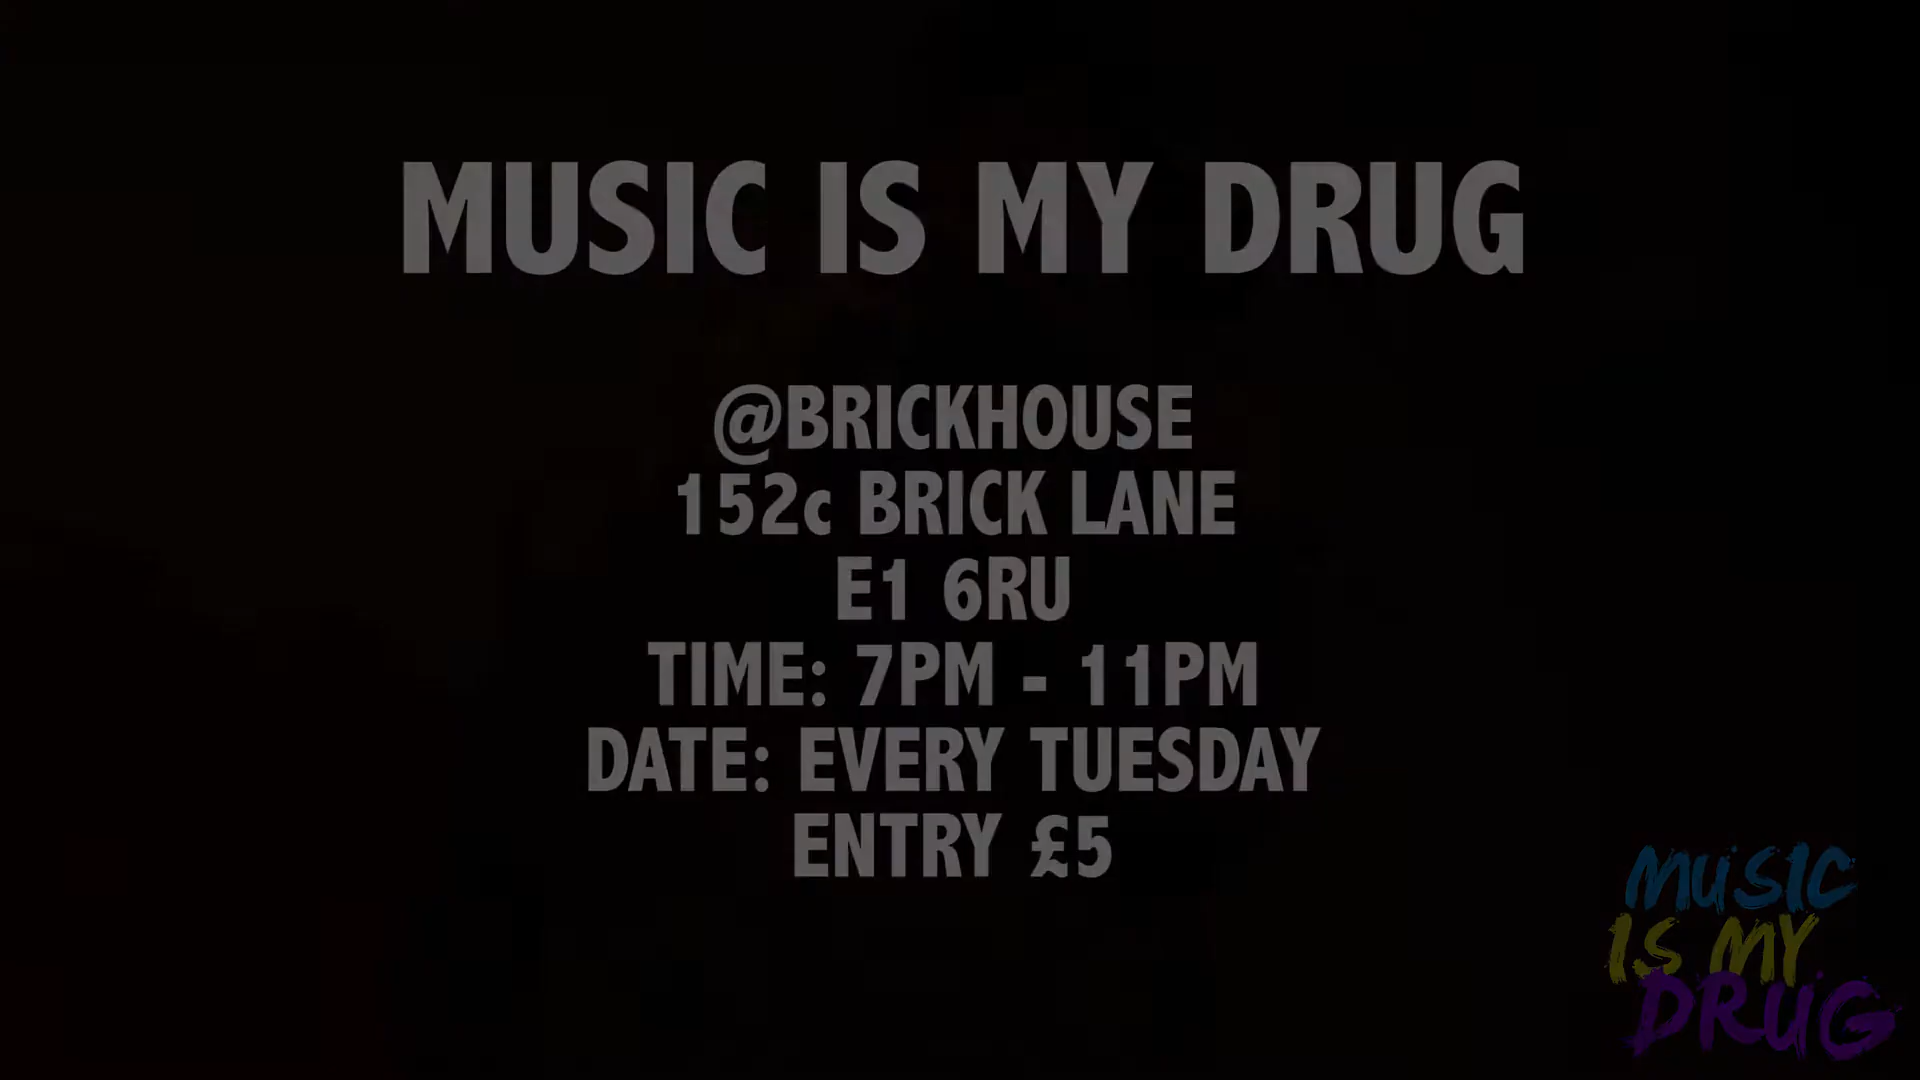 MUSIC IS MY DRUG
@BRICKHOUSE
152c BRICK LANE
E1 6RU
TIME: 7PM - 11PM
DATE: EVERY TUESDAY
ENTRY £5
MUSIC
IS MY
DRUG